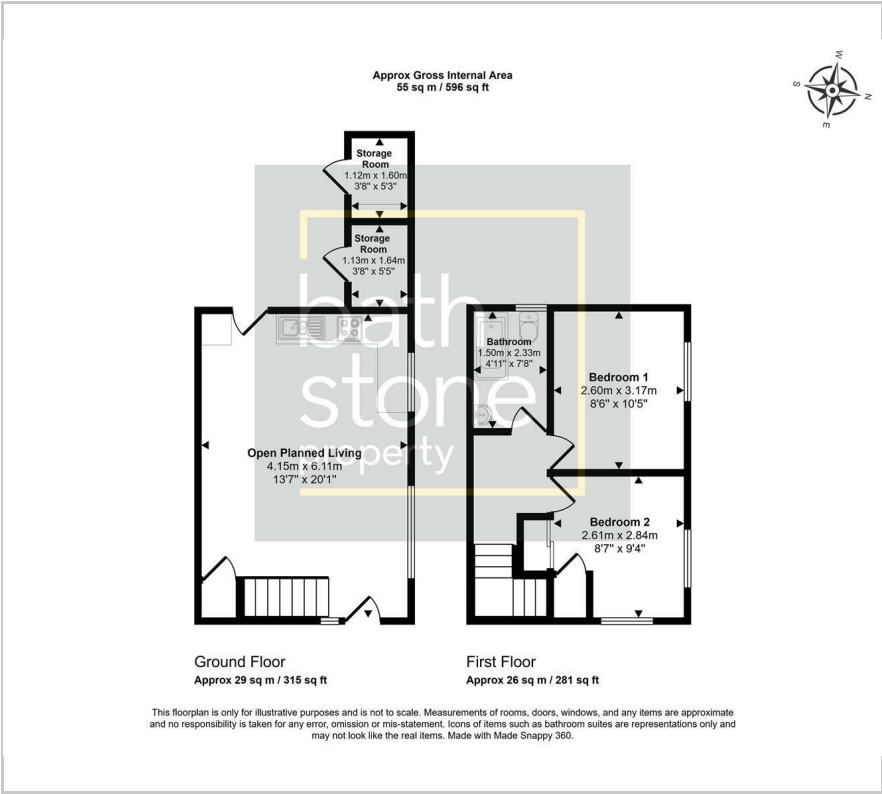 Approx Gross Internal Area
55 sq m / 596 sq ft
W
S
N
E
Storage
Room
1.12m x 1.60m
3'8" x 5'3"
Storage
Room
1.13m x 1.64m
3'8" x 5'5"
bath
stone
property
Open Planned Living
4.15m x 6.11m
13'7" x 20'1"
Bathroom
1.50m x 2.33m
4'11" x 7'8"
Bedroom 1
2.60m x 3.17m
8'6" x 10'5"
Bedroom 2
2.61m x 2.84m
8'7" x 9'4"
Ground Floor
Approx 29 sq m / 315 sq ft
First Floor
Approx 26 sq m / 281 sq ft
This floorplan is only for illustrative purposes and is not to scale. Measurements of rooms, doors, windows, and any items are approximate
and no responsibility is taken for any error, omission or mis-statement. Icons of items such as bathroom suites are representations only and
may not look like the real items. Made with Made Snappy 360.